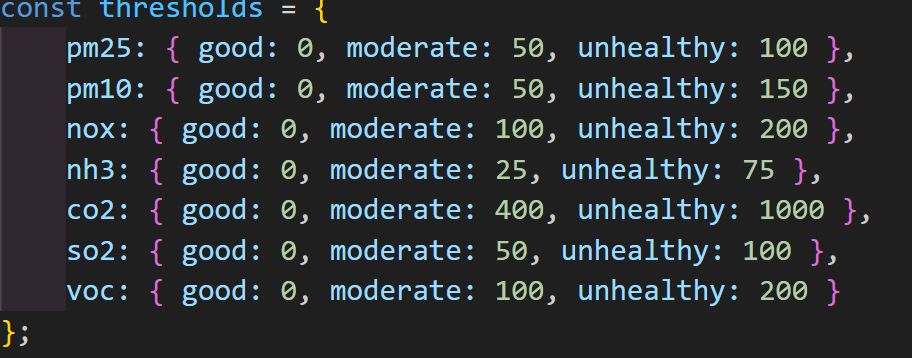 const thresholds = {
pm25: { good: 0, moderate: 50, unhealthy: 100 },
pm10: { good: 0, moderate: 50, unhealthy: 150 },
nox: { good: 0, moderate: 100, unhealthy: 200 },
nh3: { good: 0, moderate: 25, unhealthy: 75 },
co2: { good: 0, moderate: 400, unhealthy: 1000 },
so2: { good: 0, moderate: 50, unhealthy: 100 },
voc: { good: 0, moderate: 100, unhealthy: 200 }
};